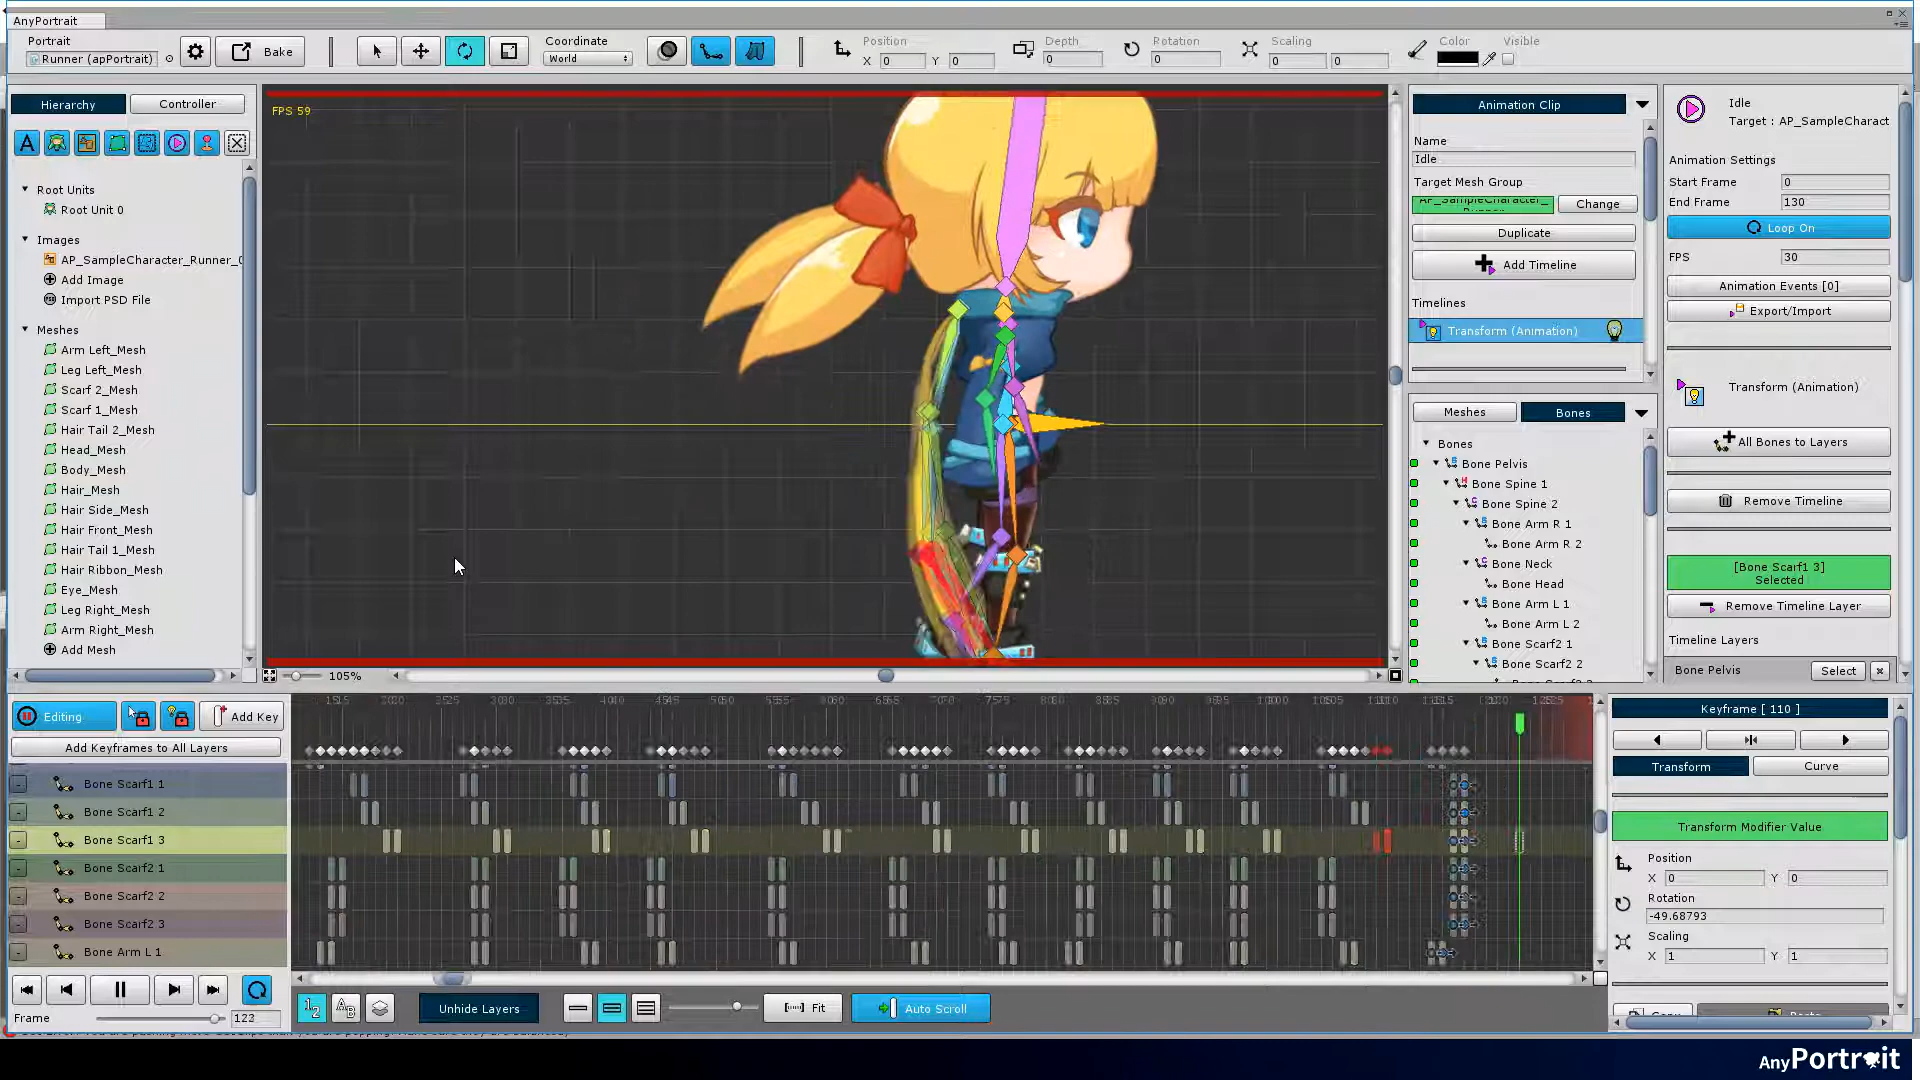 AnyPortrait
Portrait
Runner (apPortrait)
Bake
Coordinate
World
Position
X 0 Y 0
Depth
0
Rotation
0
Scaling
0 0
Color
Visible
Hierarchy
Controller
Root Units
Root Unit 0
Images
AP_SampleCharacter_Runner_
Add Image
Import PSD File
Meshes
Arm Left_Mesh
Leg Left_Mesh
Scarf 2_Mesh
Scarf 1_Mesh
Hair Tail 2_Mesh
Head_Mesh
Body_Mesh
Hair_Mesh
Hair Side_Mesh
Hair Front_Mesh
Hair Tail 1_Mesh
Hair Ribbon_Mesh
Eye_Mesh
Leg Right_Mesh
Arm Right_Mesh
Add Mesh
FPS 59
105%
Animation Clip
Name
Idle
Target Mesh Group
AP_SampleCharacter_
Change
Duplicate
Add Timeline
Timelines
Transform (Animation)
Meshes
Bones
Bones
Bone Pelvis
Bone Spine 1
Bone Spine 2
Bone Arm R 1
Bone Arm R 2
Bone Neck
Bone Head
Bone Arm L 1
Bone Arm L 2
Bone Scarf2 1
Bone Scarf2 2
Idle
Target : AP_SampleCharact
Animation Settings
Start Frame 0
End Frame 130
Loop On
FPS 30
Animation Events [0]
Export/Import
Transform (Animation)
All Bones to Layers
Remove Timeline
[Bone Scarf1 3]
Selected
Remove Timeline Layer
Timeline Layers
Bone Pelvis
Select
Editing
Add Key
Add Keyframes to All Layers
Bone Scarf1 1
Bone Scarf1 2
Bone Scarf1 3
Bone Scarf2 1
Bone Scarf2 2
Bone Scarf2 3
Bone Arm L 1
Frame 123
Unhide Layers
Fit
Auto Scroll
Keyframe [ 110 ]
Transform
Curve
Transform Modifier Value
Position
X 0 Y 0
Rotation
-49.68793
Scaling
X 1 Y 1
AnyPortrait